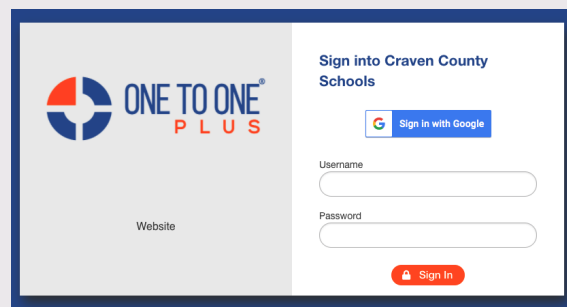 ONE TO ONE®
PLUS
Website
Sign into Craven County
Schools
Sign in with Google
Username
Password
Sign In